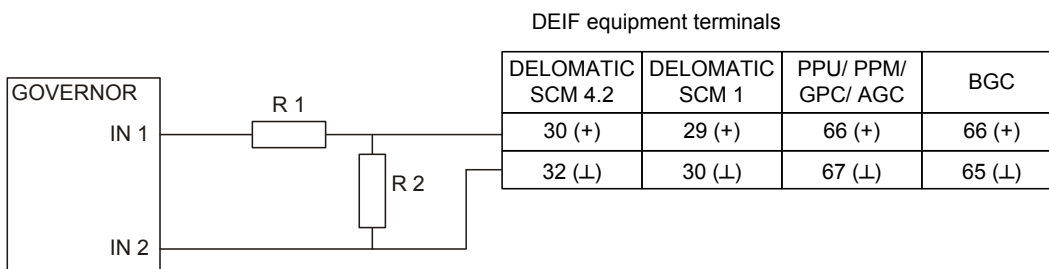 DEIF equipment terminals
DELOMATIC SCM 4.2
DELOMATIC SCM 1
PPU/ PPM/ GPC/ AGC
BGC
GOVERNOR
R 1
IN 1
30 (+)
29 (+)
66 (+)
66 (+)
32 (⊥)
30 (⊥)
67 (⊥)
65 (⊥)
R 2
IN 2